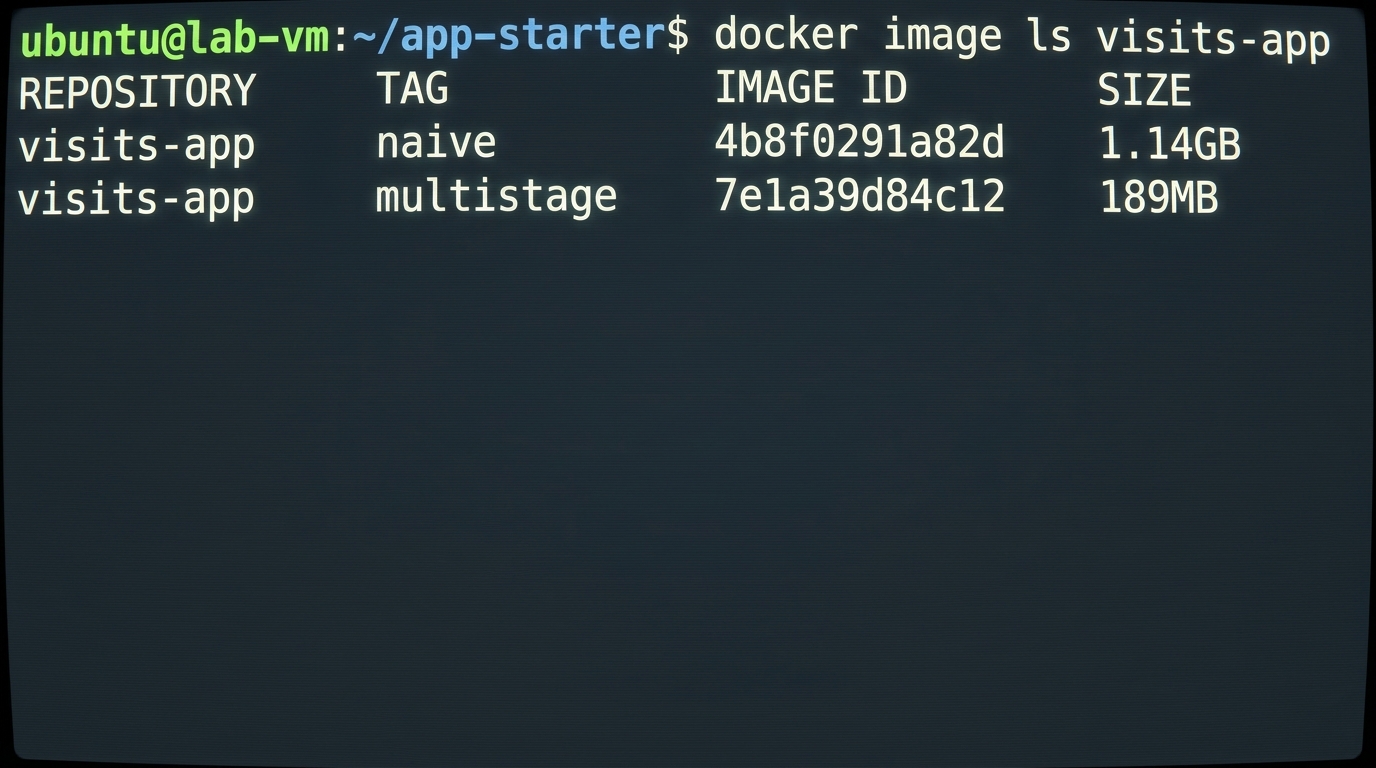 ubuntu@lab-vm:~/app-starter$ docker image ls visits-app
REPOSITORY TAG IMAGE ID SIZE
visits-app naive 4b8f0291a82d 1.14GB
visits-app multistage 7e1a39d84c12 189MB